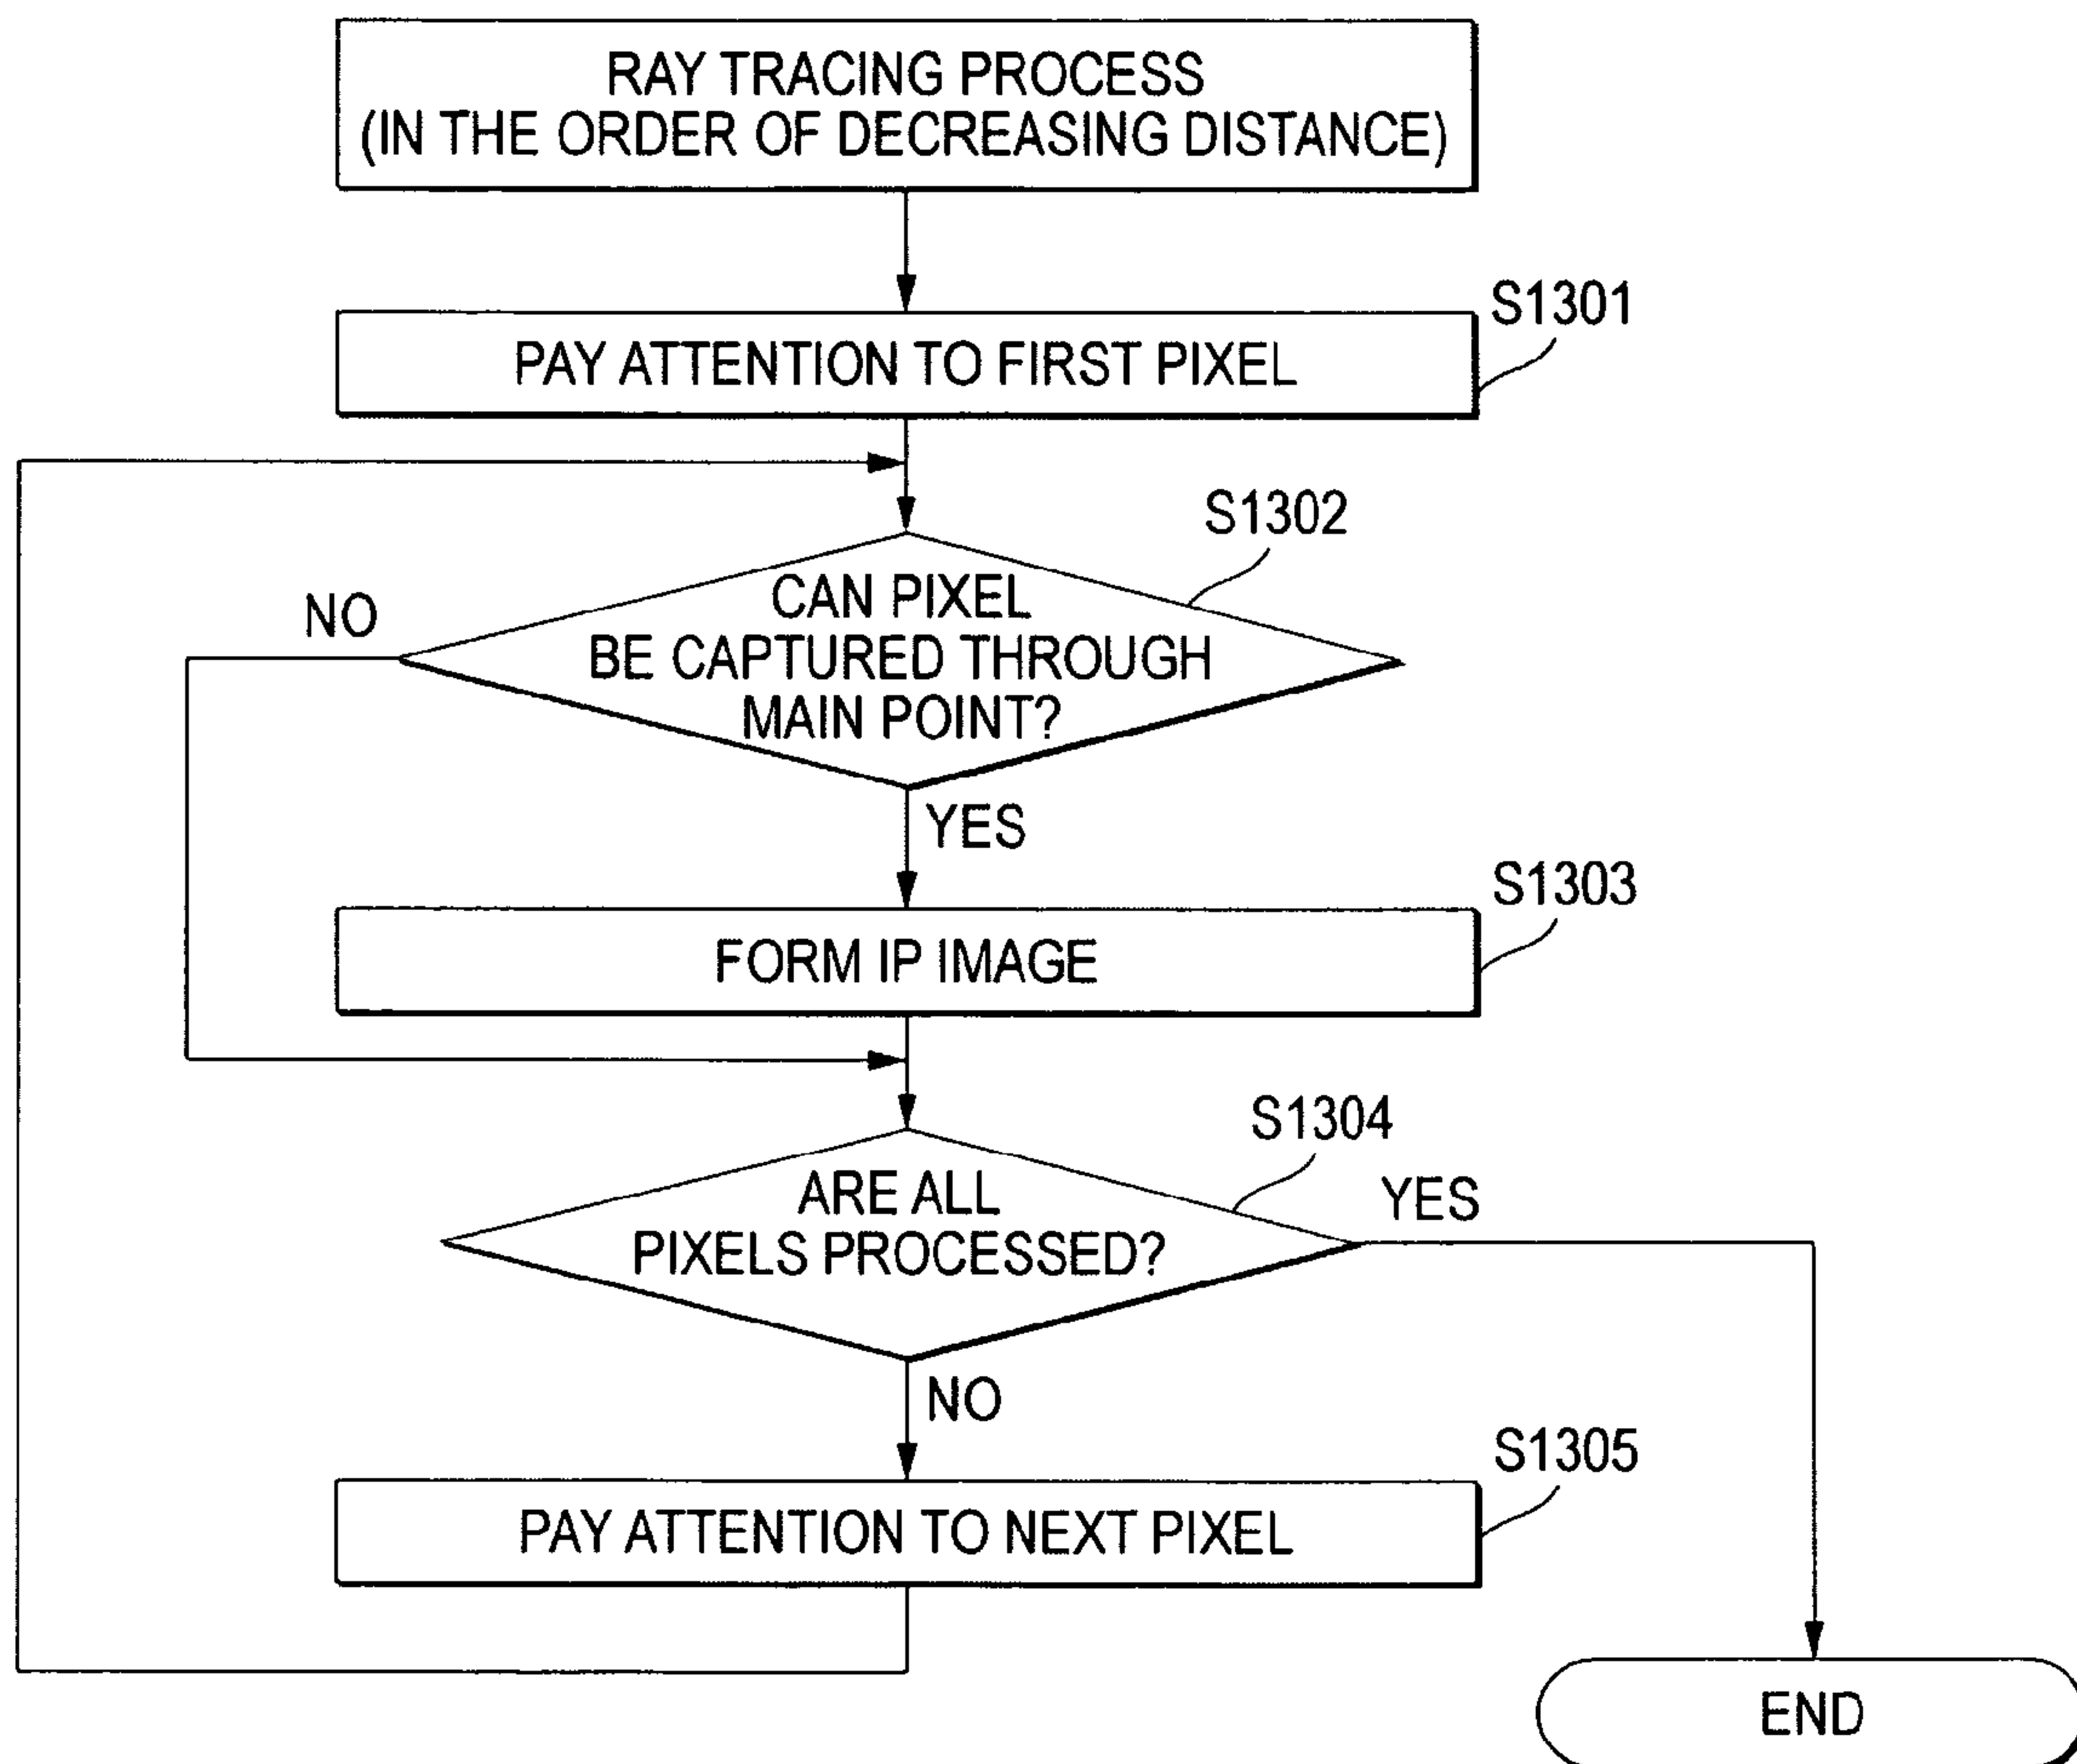 RAY TRACING PROCESS
(IN THE ORDER OF DECREASING DISTANCE)
S1301
PAY ATTENTION TO FIRST PIXEL
S1302
NO
CAN PIXEL
BE CAPTURED THROUGH
MAIN POINT?
YES
S1303
FORM IP IMAGE
S1304
ARE ALL
PIXELS PROCESSED?
YES
NO
S1305
PAY ATTENTION TO NEXT PIXEL
END